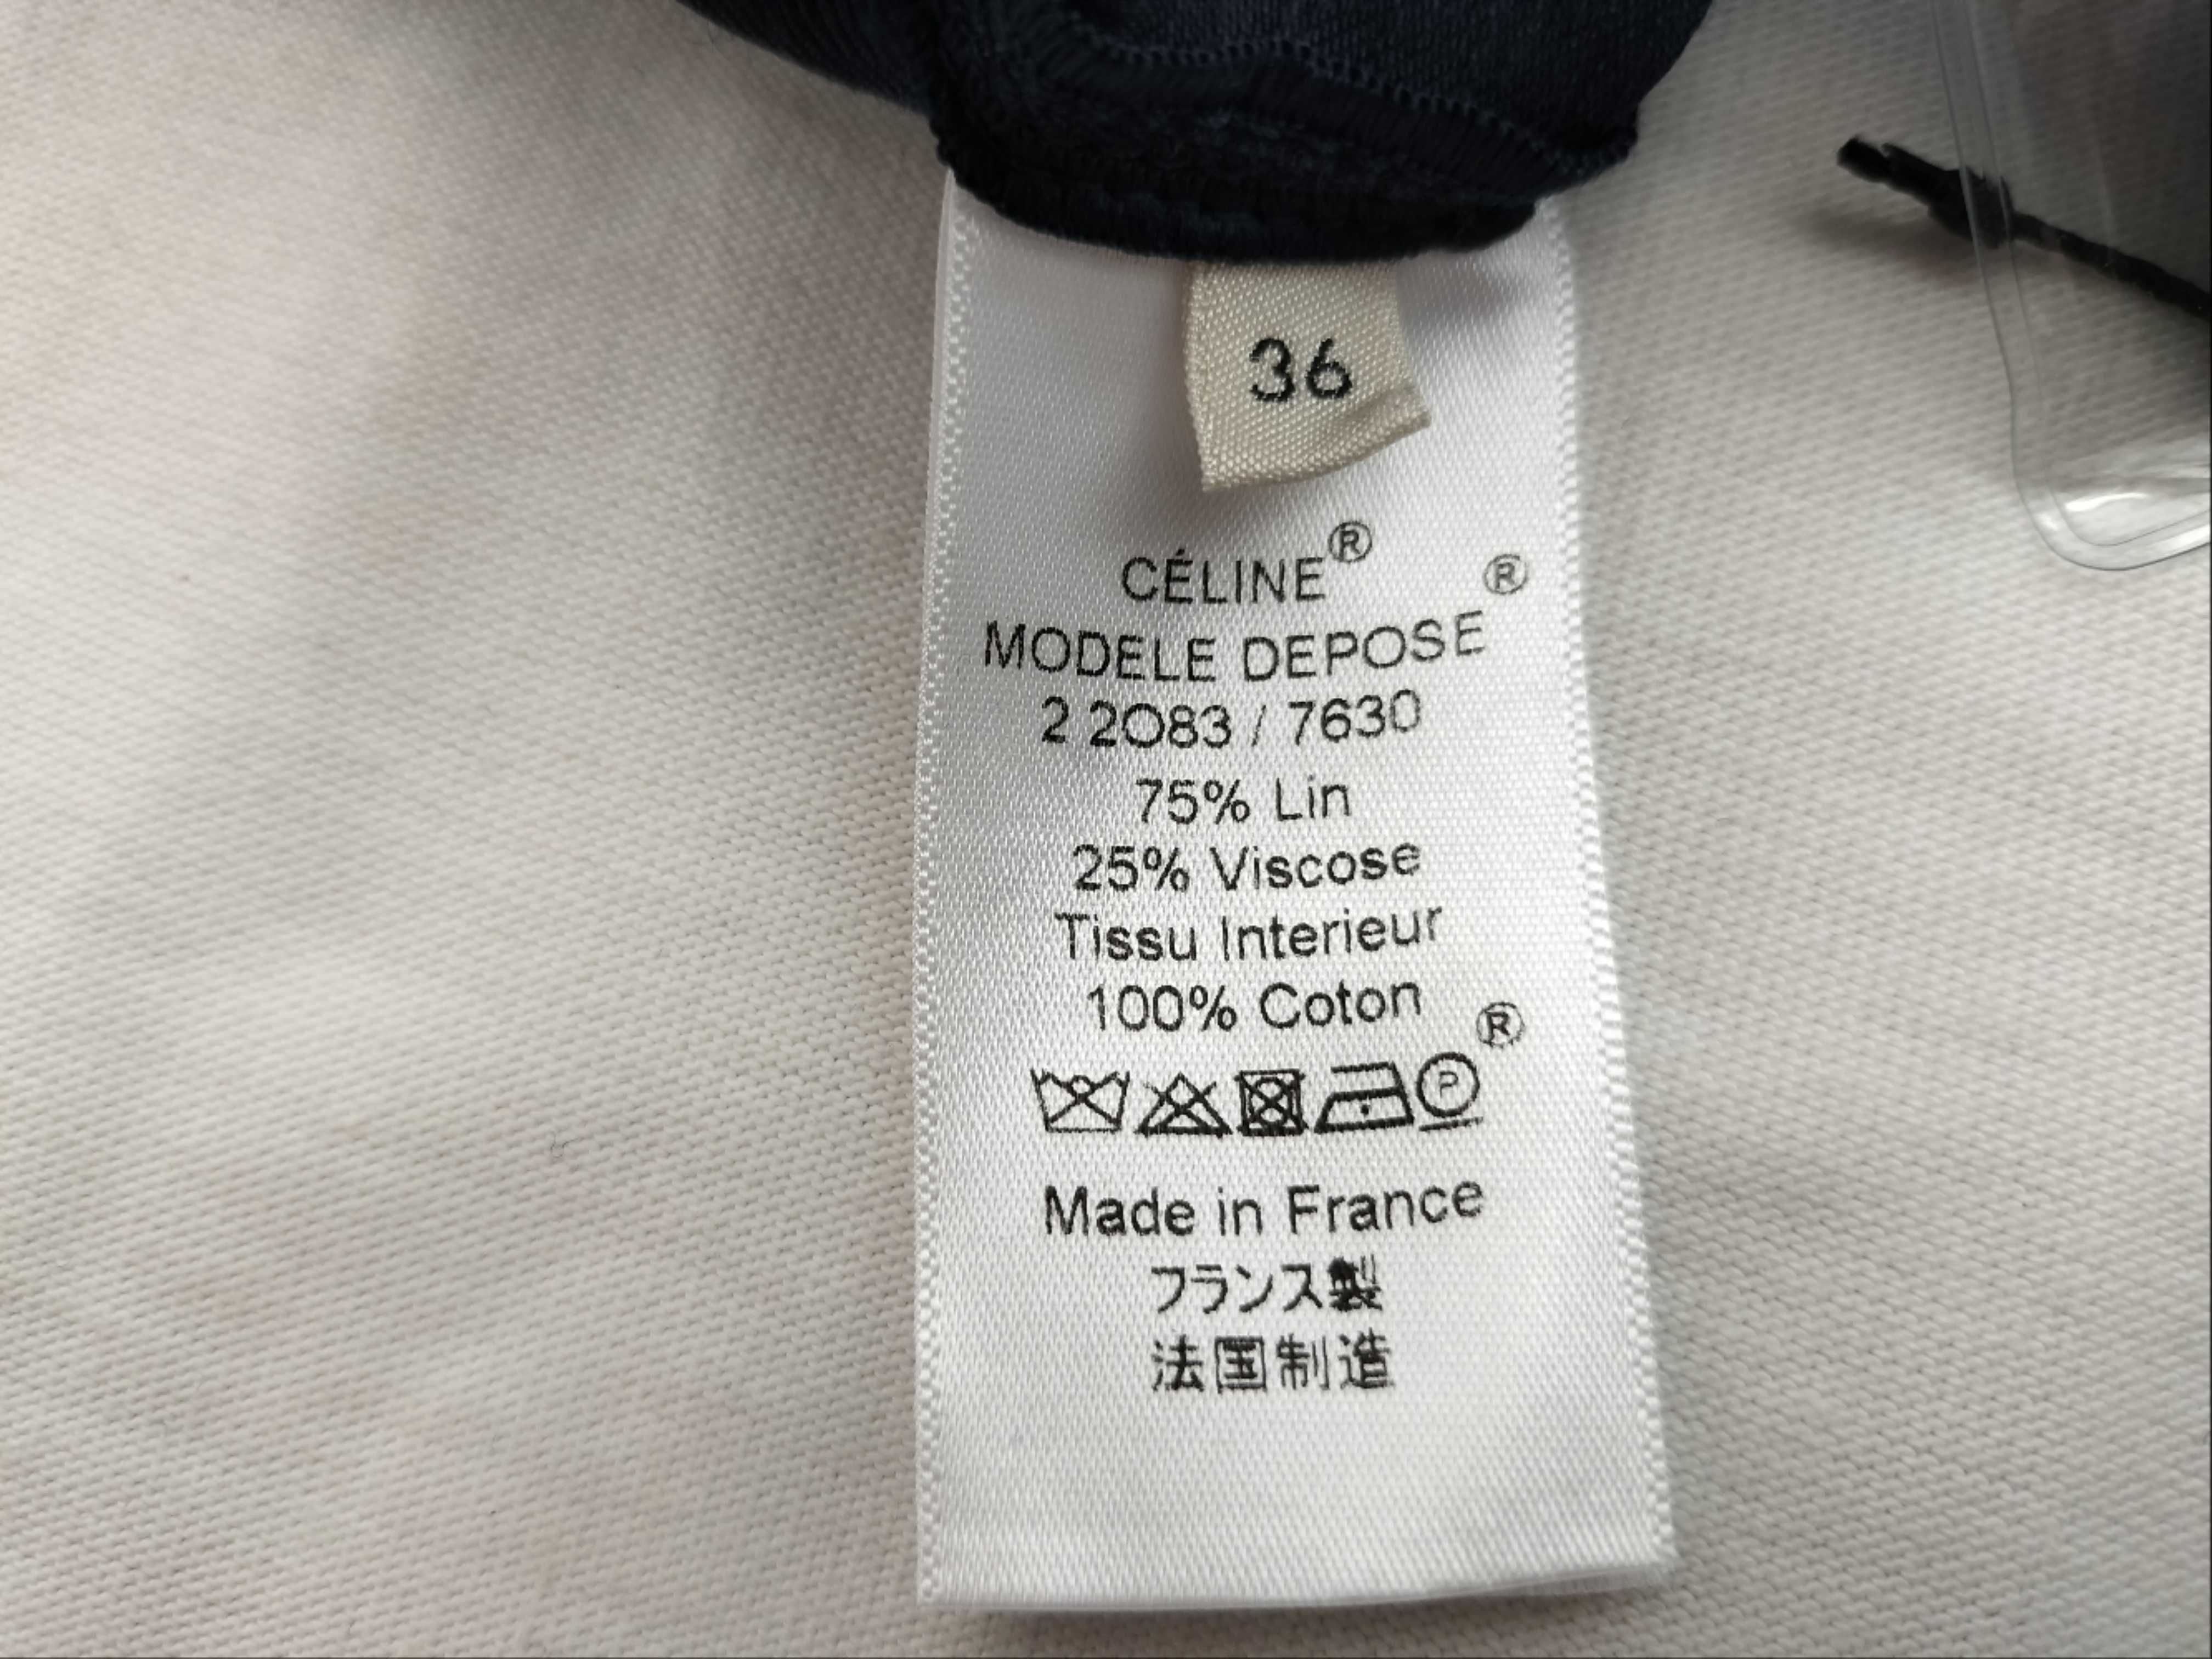 36
CÉLINE®
MODELE DEPOSE®
2 2O83 / 7630
75% Lin
25% Viscose
Tissu Interieur
100% Coton
®
P
Made in France
フランス製
法国制造